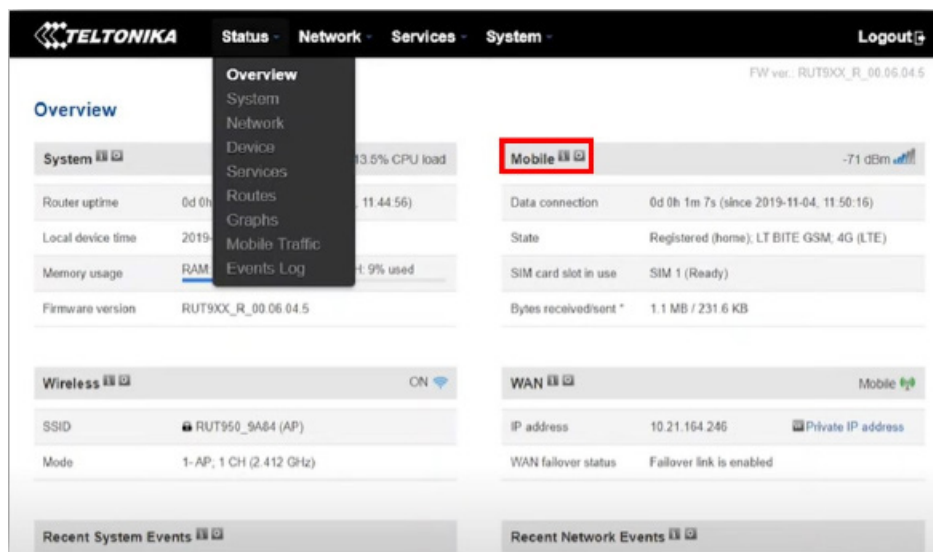 TELTONIKA Status Network Services System Logout
FW ver.: RUT9XX_R_00.06.04.5
Overview
System
Network
Device
Services
Routes
Graphs
Mobile Traffic
Events Log
Overview
System 13.5% CPU load
Router uptime 0d 0h , 11:44:56)
Local device time 2019-
Memory usage RAM: H: 9% used
Firmware version RUT9XX_R_00.06.04.5
Mobile -71 dBm
Data connection 0d 0h 1m 7s (since 2019-11-04, 11:50:16)
State Registered (home); LT BITE GSM; 4G (LTE)
SIM card slot in use SIM 1 (Ready)
Bytes received/sent * 1.1 MB / 231.6 KB
Wireless ON
SSID RUT950_9A84 (AP)
Mode 1- AP; 1 CH (2.412 GHz)
WAN Mobile
IP address 10.21.164.246 Private IP address
WAN failover status Failover link is enabled
Recent System Events
Recent Network Events